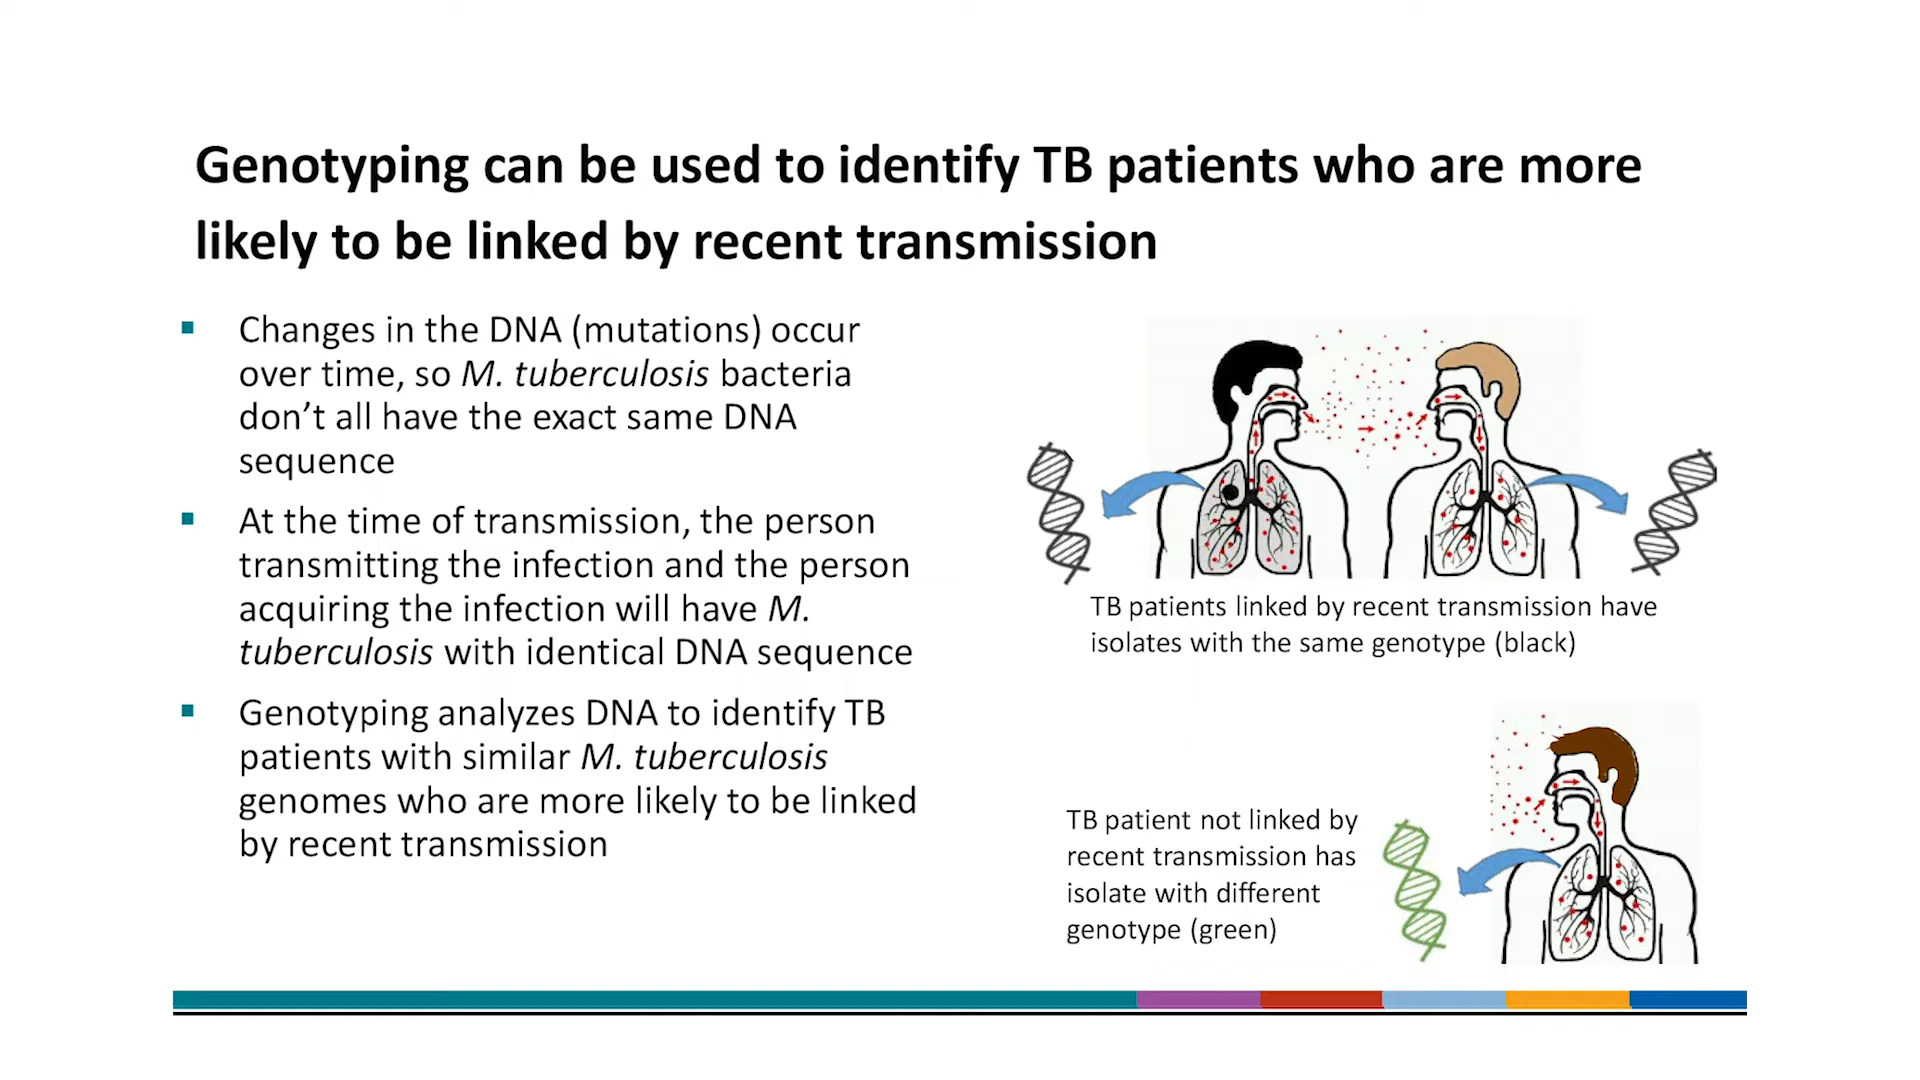 Genotyping can be used to identify TB patients who are more
likely to be linked by recent transmission
Changes in the DNA (mutations) occur
over time, so M. tuberculosis bacteria
don’t all have the exact same DNA
sequence
At the time of transmission, the person
transmitting the infection and the person
acquiring the infection will have M.
tuberculosis with identical DNA sequence
Genotyping analyzes DNA to identify TB
patients with similar M. tuberculosis
genomes who are more likely to be linked
by recent transmission
TB patients linked by recent transmission have
isolates with the same genotype (black)
TB patient not linked by
recent transmission has
isolate with different
genotype (green)